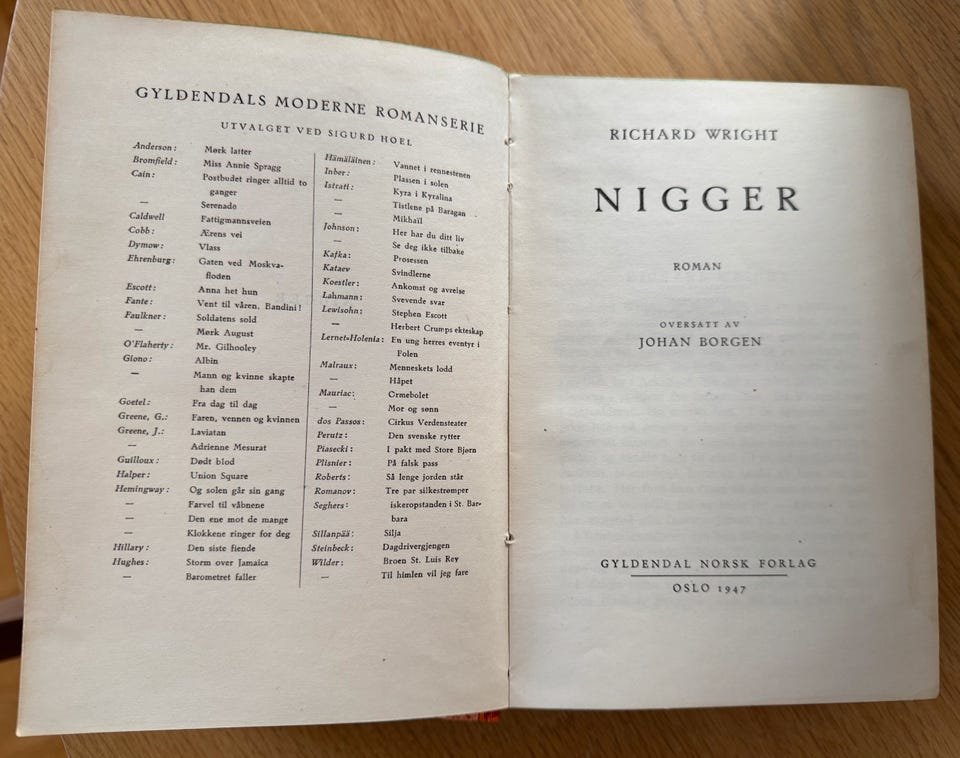 GYLDENDALS MODERNE ROMANSERIE
UTVALGET VED SIGURD HOEL
Anderson: Mørk latter
Bromfield: Miss Annie Spragg
Cain: Postbudet ringer alltid to
ganger
— Serenade
Caldwell Fattigmannsveien
Cobb: Ærens vei
Dymow: Vlass
Ehrenburg: Gaten ved Moskva-
floden
Escott: Anna het hun
Fante: Vent til våren, Bandini!
Faulkner: Soldatens sold
— Mørk August
O'Flaherty: Mr. Gilhooley
Giono: Albin
— Mann og kvinne skapte
han dem
Goetel: Fra dag til dag
Greene, G.: Faren, vennen og kvinnen
Greene, J.: Laviatan
— Adrienne Mesurat
Guilloux: Dødt blod
Halper: Union Square
Hemingway: Og solen går sin gang
— Farvel til våbnene
— Den ene mot de mange
— Klokkene ringer for deg
Hillary: Den siste fiende
Hughes: Storm over Jamaica
— Barometret faller
Hämäläinen: Vannet i rennestenen
Inber: Plassen i solen
Istrati: Kyra i Kyralina
— Tistlene på Baragan
— Mikhaïl
Johnson: Her har du ditt liv
— Se deg ikke tilbake
Kafka: Prosessen
Kataev Svindlerne
Koestler: Ankomst og avreise
Lahmann: Svevende svar
Lewisohn: Stephen Escott
— Herbert Crumps ekteskap
Lernet-Holenia: En ung herres eventyr i
Polen
Malraux: Menneskets lodd
— Håpet
Mauriac: Ormebolet
— Mor og sønn
dos Passos: Cirkus Verdensteater
Perutz: Den svenske rytter
Piasecki: I pakt med Store Bjørn
Plisnier: På falsk pass
Roberts: Så lenge jorden står
Romanov: Tre par silkestrømper
Seghers: iskeropstanden i St. Bar-
bara
Sillanpää: Silja
Steinbeck: Dagdrivergjengen
Wilder: Broen St. Luis Rey
— Til himlen vil jeg fare
RICHARD WRIGHT
NIGGER
ROMAN
OVERSATT AV
JOHAN BORGEN
GYLDENDAL NORSK FORLAG
OSLO 1947